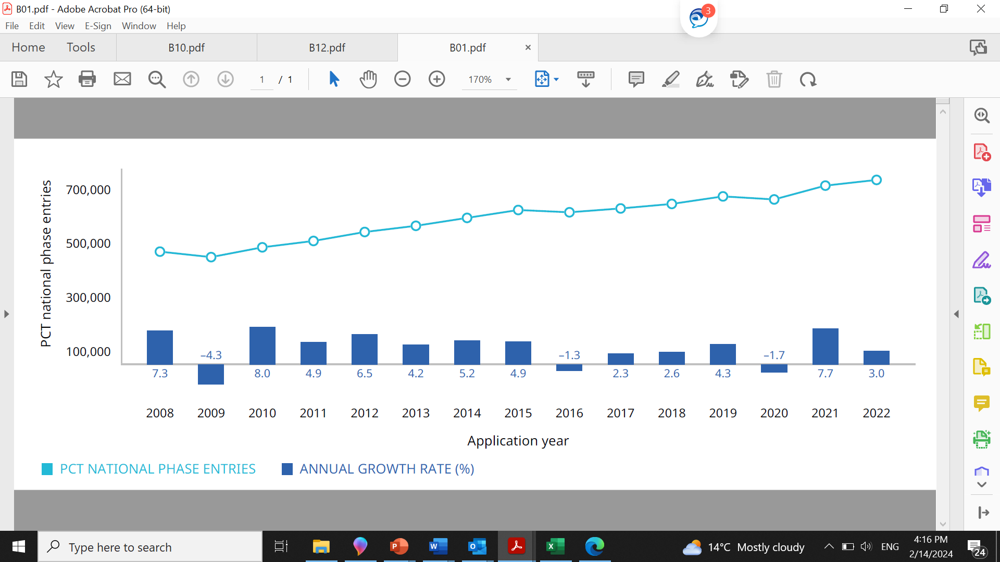 B01.pdf - Adobe Acrobat Pro (64-bit)
3
File Edit View E-Sign Window Help
Home Tools B10.pdf B12.pdf B01.pdf ×
1 / 1 170%
PCT national phase entries
700,000
500,000
300,000
100,000
–4.3 –1.3 –1.7
7.3 8.0 4.9 6.5 4.2 5.2 4.9 2.3 2.6 4.3 7.7 3.0
2008 2009 2010 2011 2012 2013 2014 2015 2016 2017 2018 2019 2020 2021 2022
Application year
PCT NATIONAL PHASE ENTRIES ANNUAL GROWTH RATE (%)
Type here to search
14°C Mostly cloudy ENG 4:16 PM
2/14/2024
24